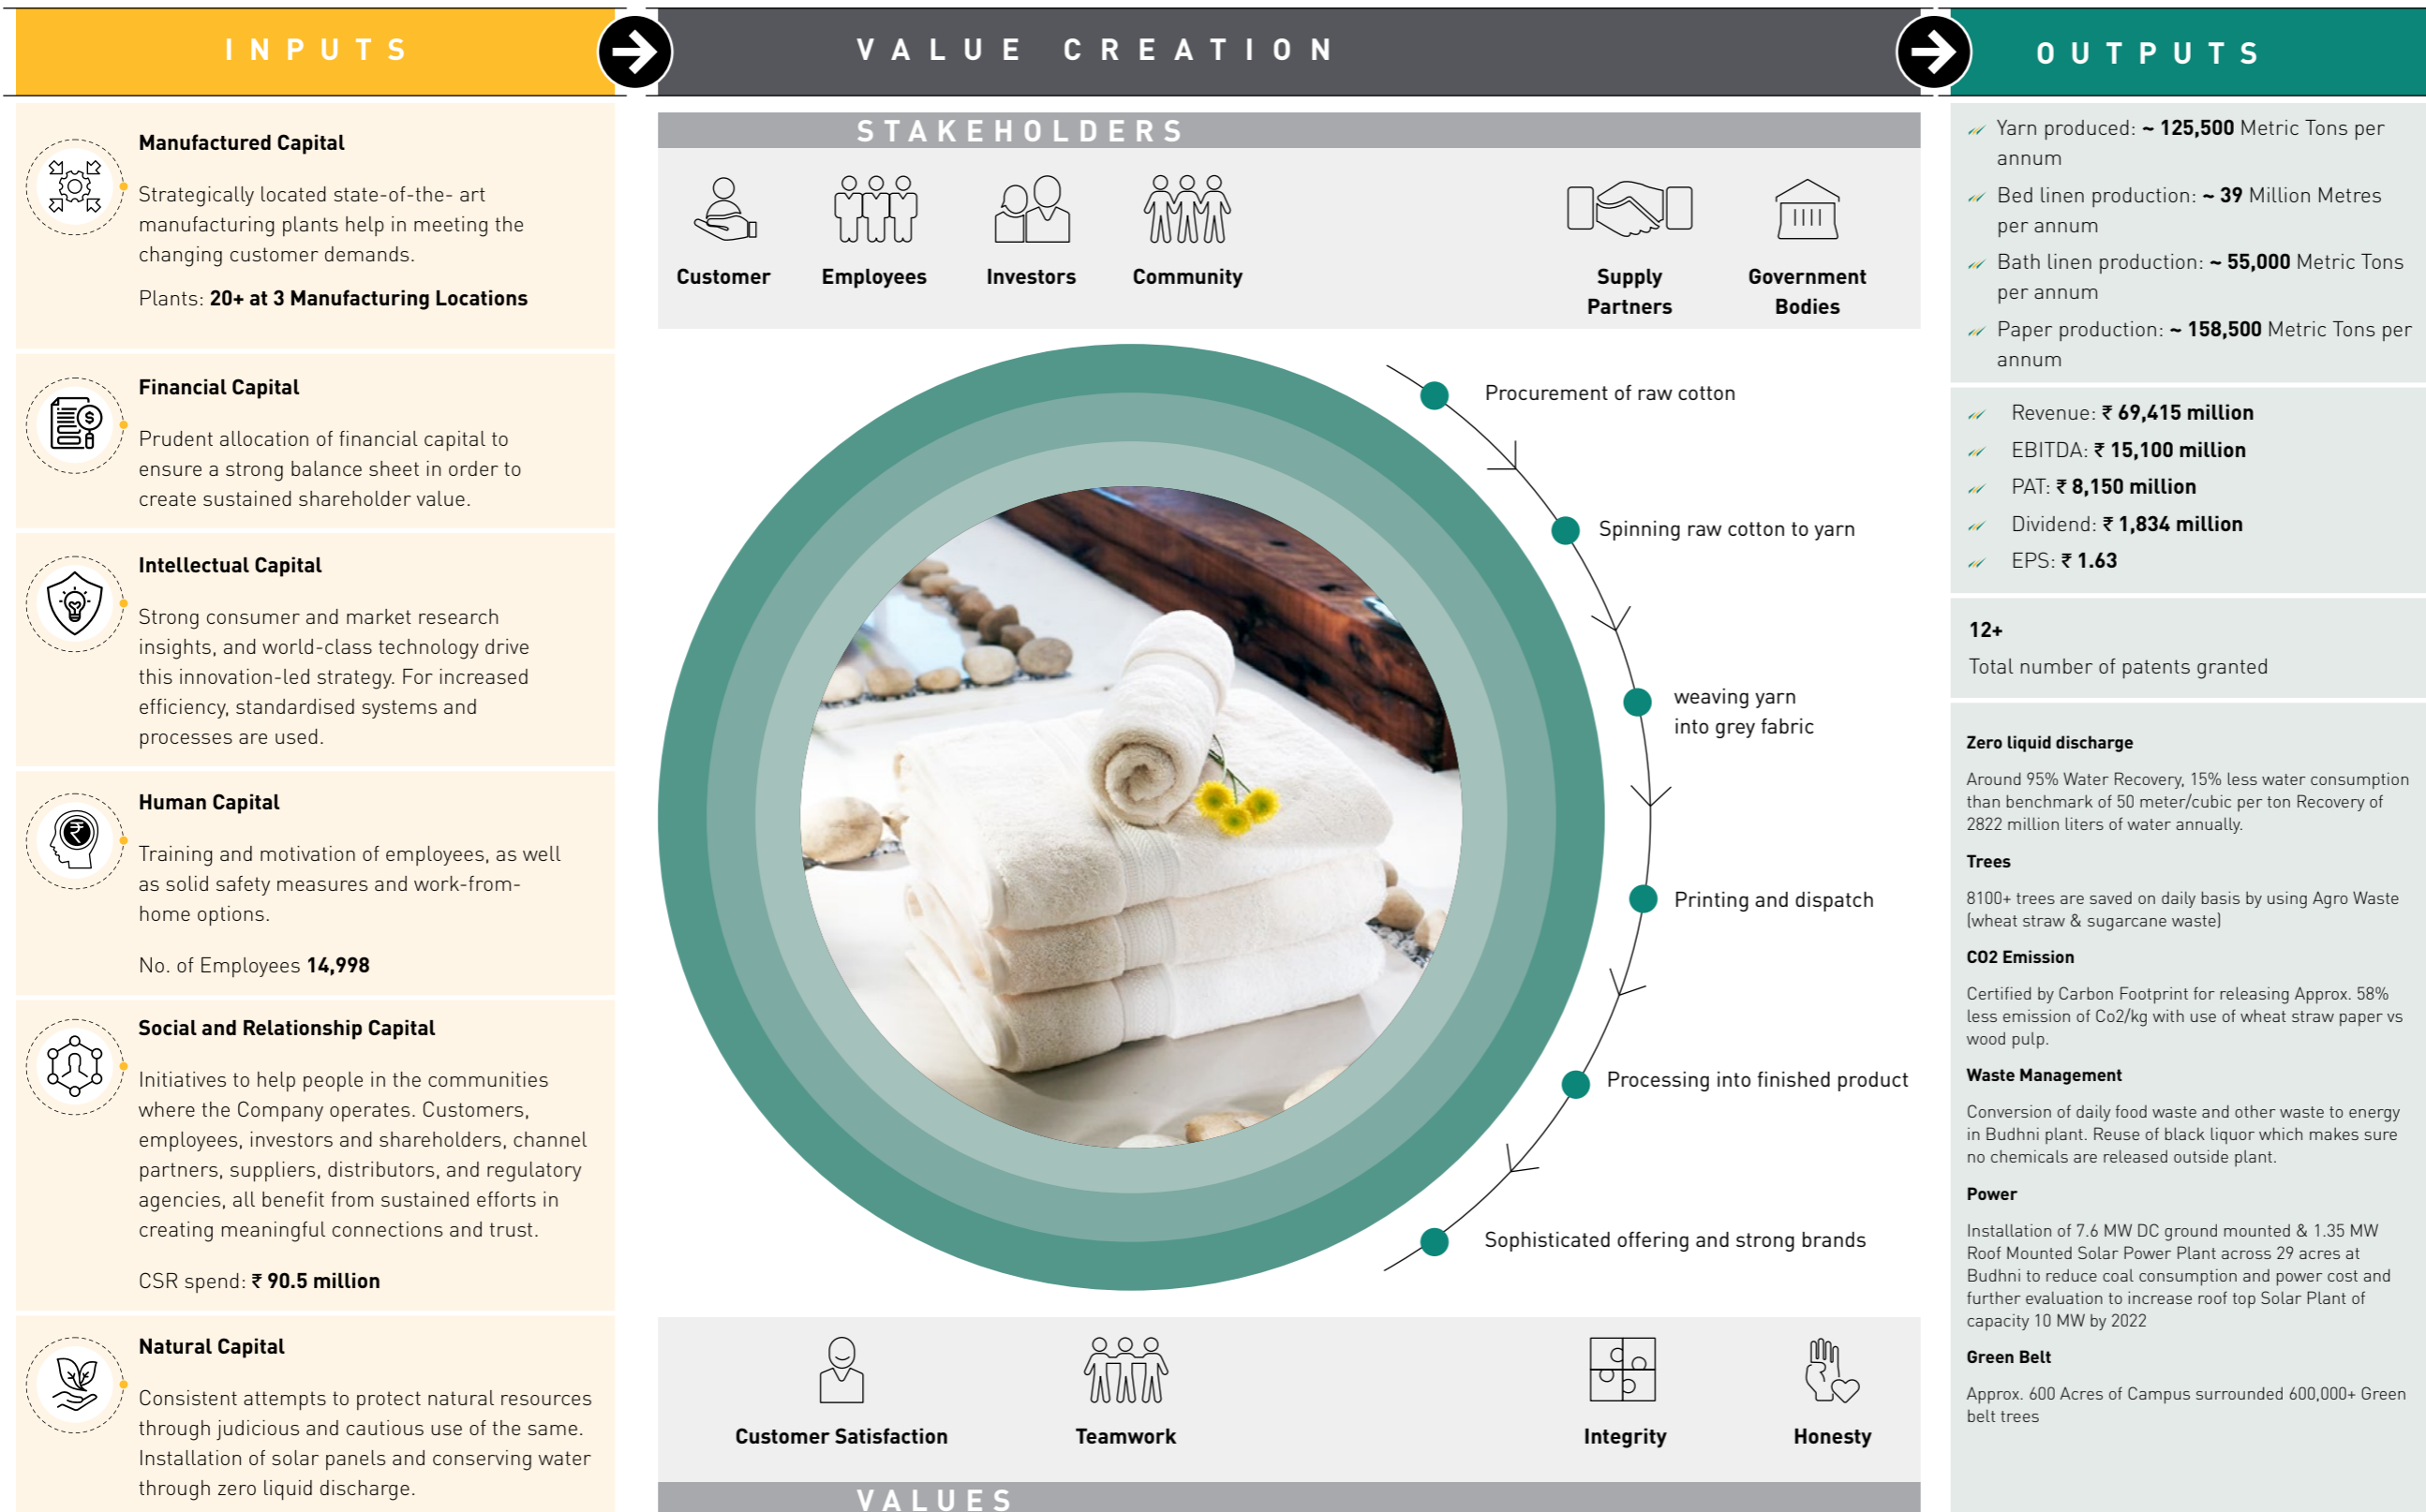 INPUTS
VALUE CREATION
OUTPUTS
Manufactured Capital
Strategically located state-of-the- art
manufacturing plants help in meeting the
changing customer demands.
Plants: 20+ at 3 Manufacturing Locations
Financial Capital
Prudent allocation of financial capital to
ensure a strong balance sheet in order to
create sustained shareholder value.
Intellectual Capital
Strong consumer and market research
insights, and world-class technology drive
this innovation-led strategy. For increased
efficiency, standardised systems and
processes are used.
Human Capital
Training and motivation of employees, as well
as solid safety measures and work-from-
home options.
No. of Employees 14,998
Social and Relationship Capital
Initiatives to help people in the communities
where the Company operates. Customers,
employees, investors and shareholders, channel
partners, suppliers, distributors, and regulatory
agencies, all benefit from sustained efforts in
creating meaningful connections and trust.
CSR spend: ₹ 90.5 million
Natural Capital
Consistent attempts to protect natural resources
through judicious and cautious use of the same.
Installation of solar panels and conserving water
through zero liquid discharge.
STAKEHOLDERS
Customer
Employees
Investors
Community
Supply
Partners
Government
Bodies
Procurement of raw cotton
Spinning raw cotton to yarn
weaving yarn
into grey fabric
Printing and dispatch
Processing into finished product
Sophisticated offering and strong brands
Customer Satisfaction
Teamwork
Integrity
Honesty
VALUES
Yarn produced: ~ 125,500 Metric Tons per
annum
Bed linen production: ~ 39 Million Metres
per annum
Bath linen production: ~ 55,000 Metric Tons
per annum
Paper production: ~ 158,500 Metric Tons per
annum
Revenue: ₹ 69,415 million
EBITDA: ₹ 15,100 million
PAT: ₹ 8,150 million
Dividend: ₹ 1,834 million
EPS: ₹ 1.63
12+
Total number of patents granted
Zero liquid discharge
Around 95% Water Recovery, 15% less water consumption
than benchmark of 50 meter/cubic per ton Recovery of
2822 million liters of water annually.
Trees
8100+ trees are saved on daily basis by using Agro Waste
(wheat straw & sugarcane waste)
CO2 Emission
Certified by Carbon Footprint for releasing Approx. 58%
less emission of Co2/kg with use of wheat straw paper vs
wood pulp.
Waste Management
Conversion of daily food waste and other waste to energy
in Budhni plant. Reuse of black liquor which makes sure
no chemicals are released outside plant.
Power
Installation of 7.6 MW DC ground mounted & 1.35 MW
Roof Mounted Solar Power Plant across 29 acres at
Budhni to reduce coal consumption and power cost and
further evaluation to increase roof top Solar Plant of
capacity 10 MW by 2022
Green Belt
Approx. 600 Acres of Campus surrounded 600,000+ Green
belt trees